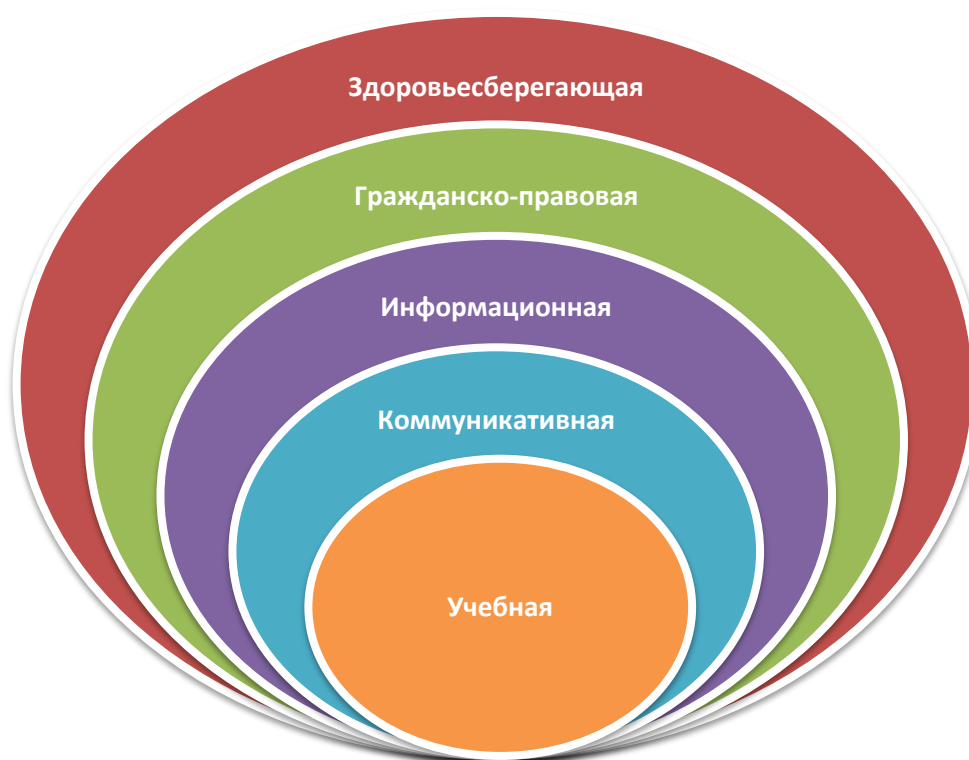 Здоровьесберегающая
Гражданско-правовая
Информационная
Коммуникативная
Учебная